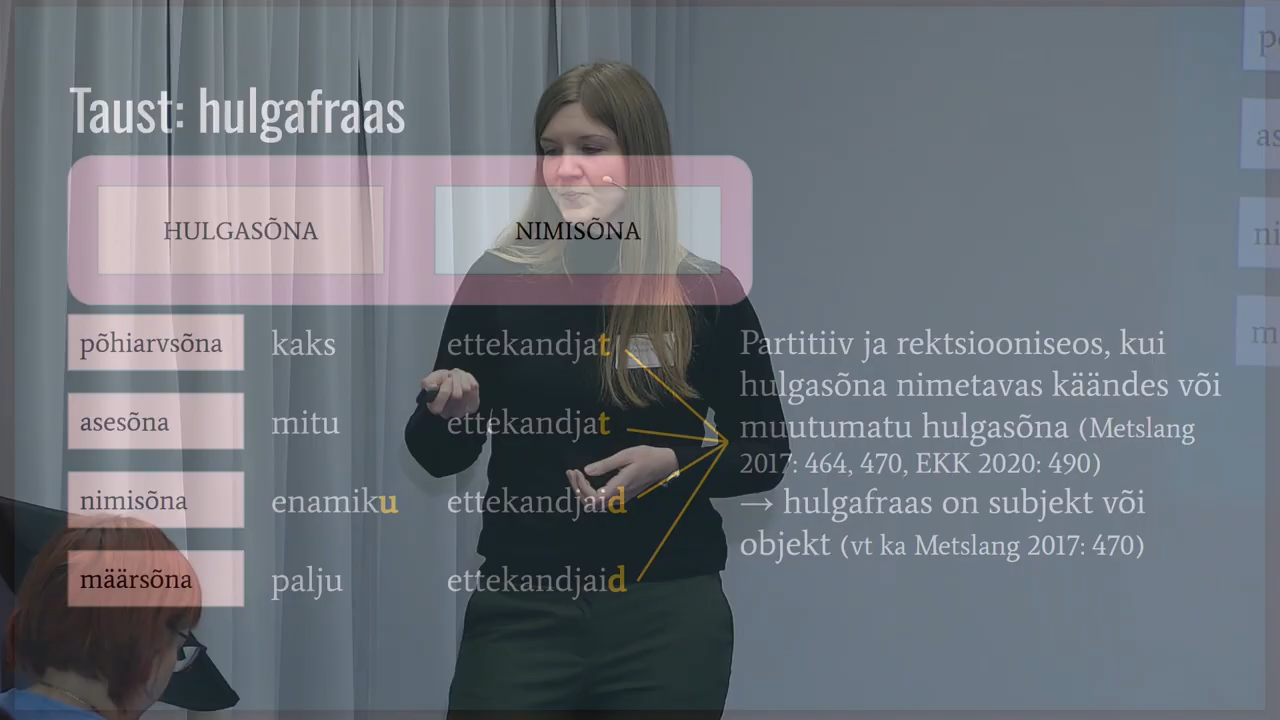 Taust: hulgafraas
HULGASÕNA NIMISÕNA
põhiarvsõna kaks ettekandjat
asesõna mitu ettekandjat
nimisõna enamiku ettekandjaid
määrsõna palju ettekandjaid
Partitiiv ja rektsiooniseos, kui
hulgasõna nimetavas käändes või
muutumatu hulgasõna (Metslang
2017: 464, 470, EKK 2020: 490)
→ hulgafraas on subjekt või
objekt (vt ka Metslang 2017: 470)